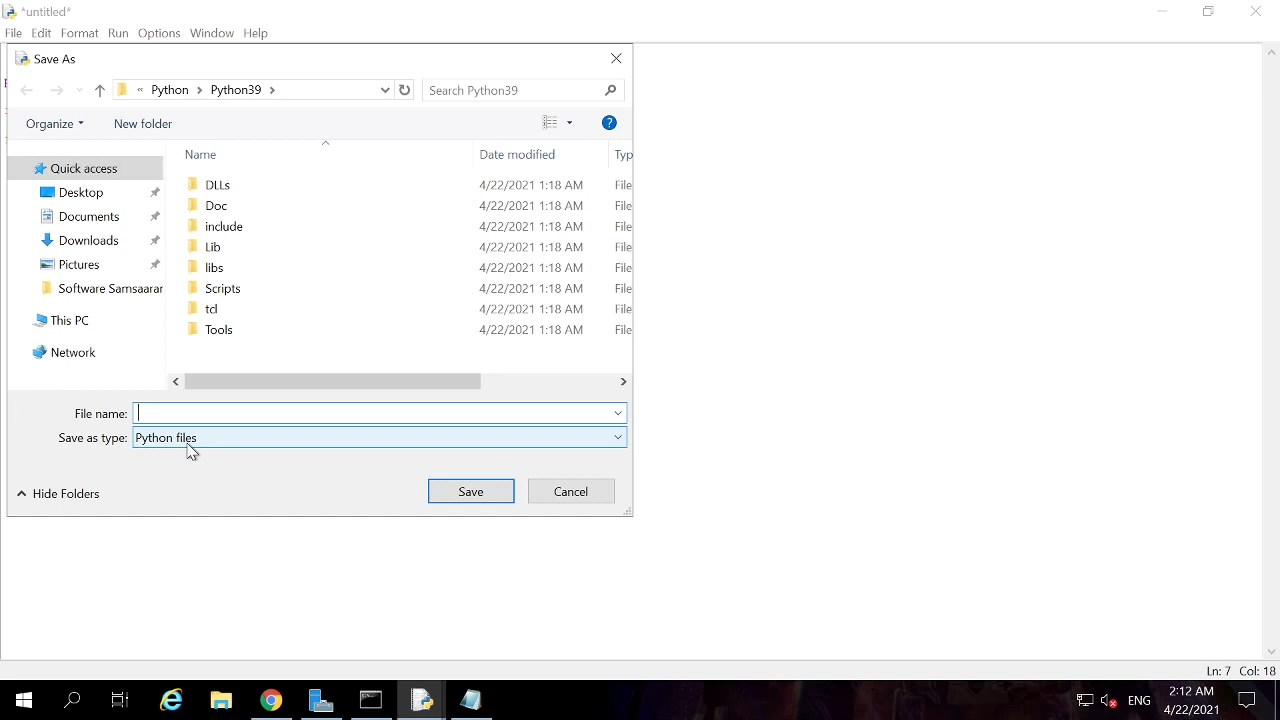 *untitled*
File Edit Format Run Options Window Help
Save As
« Python > Python39 >
Search Python39
Organize
New folder
Name Date modified Typ
Quick access
Desktop
Documents
Downloads
Pictures
Software Samsaarar
This PC
Network
DLLs 4/22/2021 1:18 AM File
Doc 4/22/2021 1:18 AM File
include 4/22/2021 1:18 AM File
Lib 4/22/2021 1:18 AM File
libs 4/22/2021 1:18 AM File
Scripts 4/22/2021 1:18 AM File
tcl 4/22/2021 1:18 AM File
Tools 4/22/2021 1:18 AM File
File name:
Save as type: Python files
Hide Folders
Save
Cancel
Ln: 7 Col: 18
ENG
2:12 AM
4/22/2021